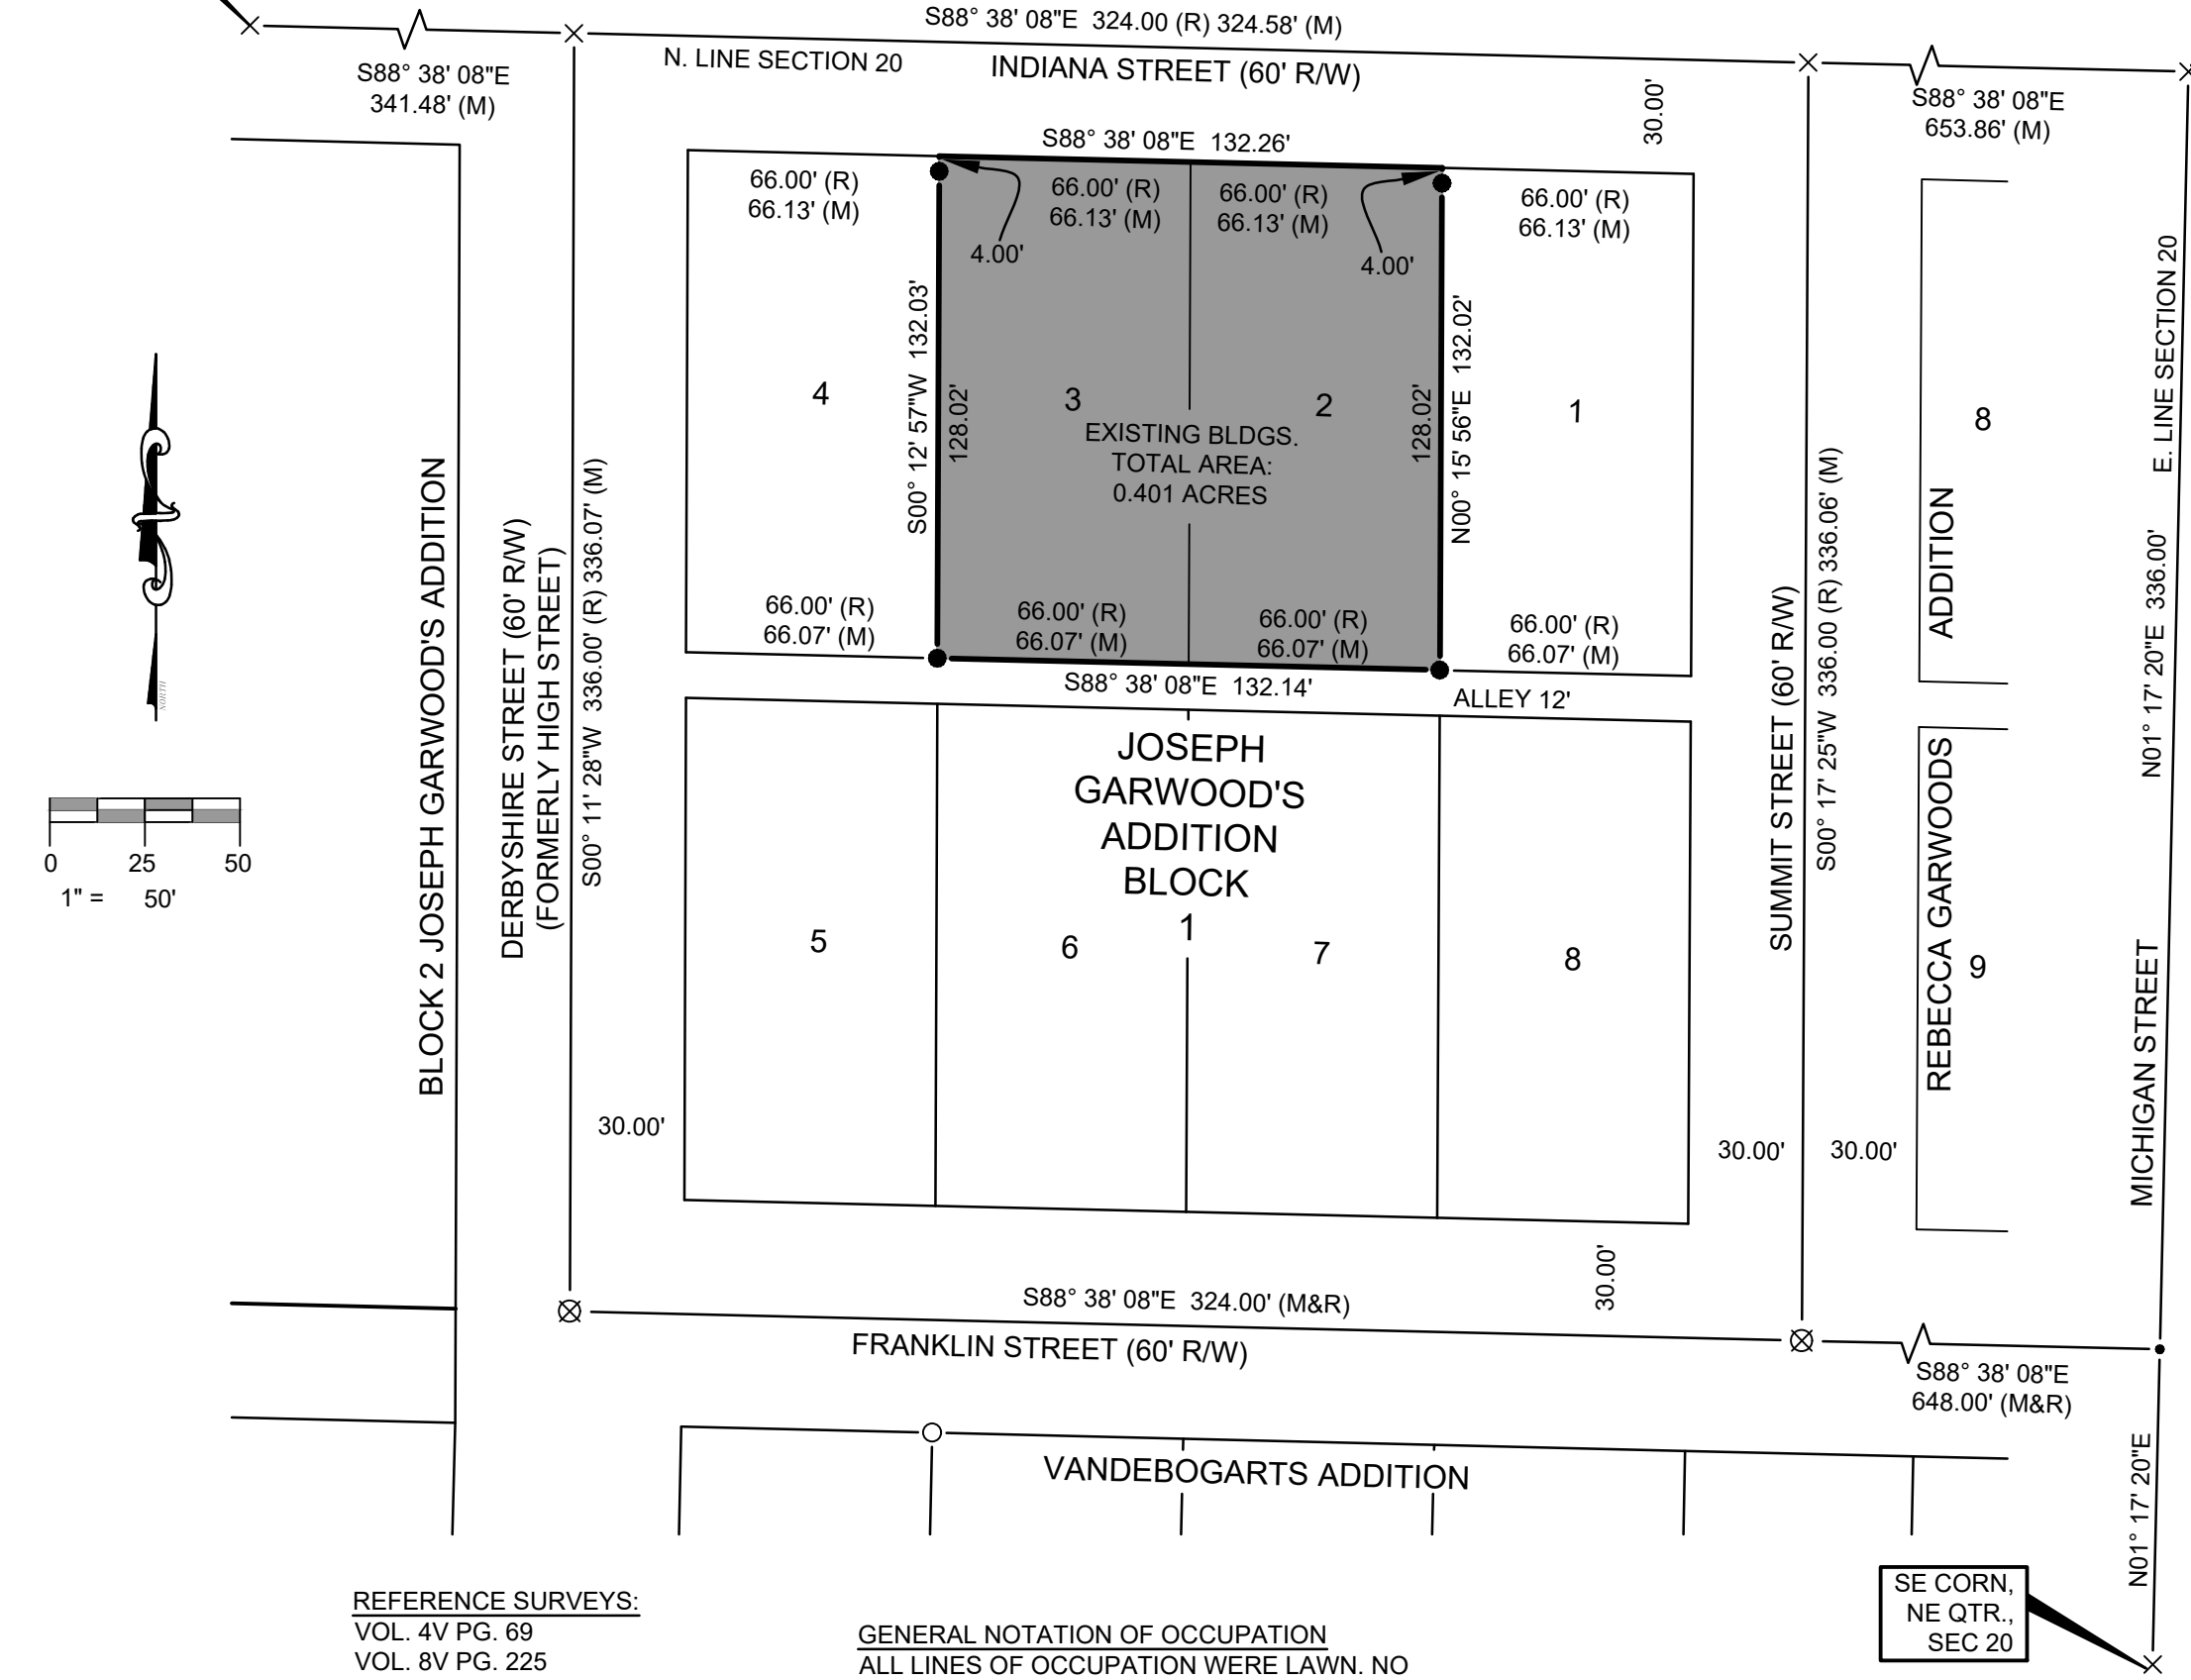 S88° 38' 08"E 324.00 (R) 324.58' (M)
N. LINE SECTION 20
INDIANA STREET (60' R/W)
S88° 38' 08"E
341.48' (M)
S88° 38' 08"E
653.86' (M)
30.00'
S88° 38' 08"E 132.26'
66.00' (R)
66.13' (M)
66.00' (R)
66.13' (M)
66.00' (R)
66.13' (M)
66.00' (R)
66.13' (M)
4.00'
4.00'
S00° 12' 57"W 132.03'
128.02'
128.02'
N00° 15' 56"E 132.02'
4
3
2
1
8
EXISTING BLDGS.
TOTAL AREA:
0.401 ACRES
E. LINE SECTION 20
N01° 17' 20"E 336.00'
NORTH
66.00' (R)
66.07' (M)
66.00' (R)
66.07' (M)
66.00' (R)
66.07' (M)
66.00' (R)
66.07' (M)
S88° 38' 08"E 132.14'
ALLEY 12'
BLOCK 2 JOSEPH GARWOOD'S ADDITION
DERBYSHIRE STREET (60' R/W)
(FORMERLY HIGH STREET)
S00° 11' 28"W 336.00' (R) 336.07' (M)
SUMMIT STREET (60' R/W)
S00° 17' 25"W 336.00 (R) 336.06' (M)
REBECCA GARWOODS
ADDITION
MICHIGAN STREET
0 25 50
1" = 50'
JOSEPH
GARWOOD'S
ADDITION
BLOCK
1
5
6
7
8
9
30.00'
30.00'
30.00'
30.00'
S88° 38' 08"E 324.00' (M&R)
FRANKLIN STREET (60' R/W)
S88° 38' 08"E
648.00' (M&R)
VANDEBOGARTS ADDITION
N01° 17' 20"E
SE CORN,
NE QTR.,
SEC 20
REFERENCE SURVEYS:
VOL. 4V PG. 69
VOL. 8V PG. 225
GENERAL NOTATION OF OCCUPATION
ALL LINES OF OCCUPATION WERE LAWN. NO